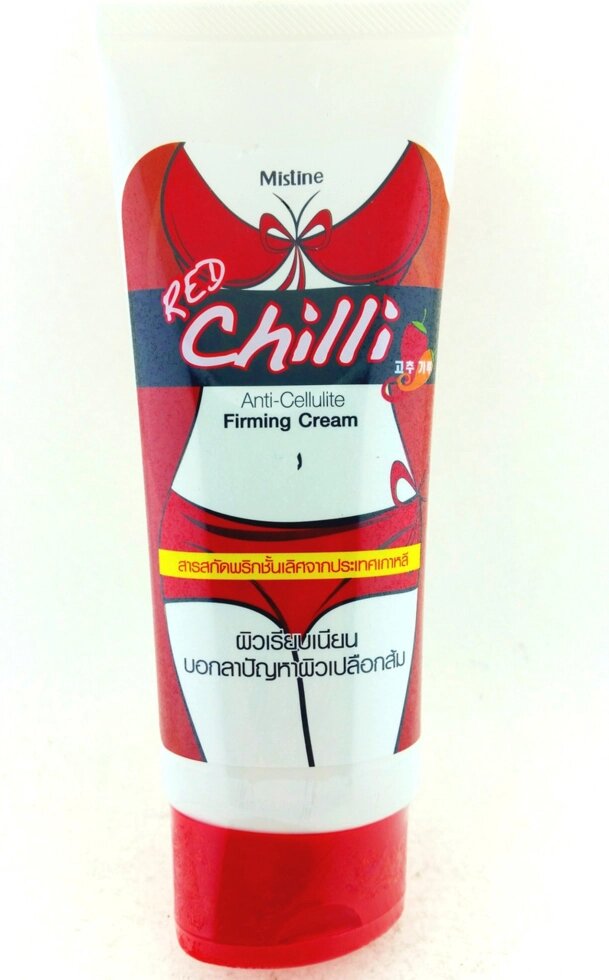 Mistine
RED
Chilli
고추
Anti-Cellulite
Firming Cream
สารสกัดพริกชั้นเลิศจากประเทศเกาหลี
ผิวเรียบเนียน
บอกลาปัญหาผิวเปลือกส้ม